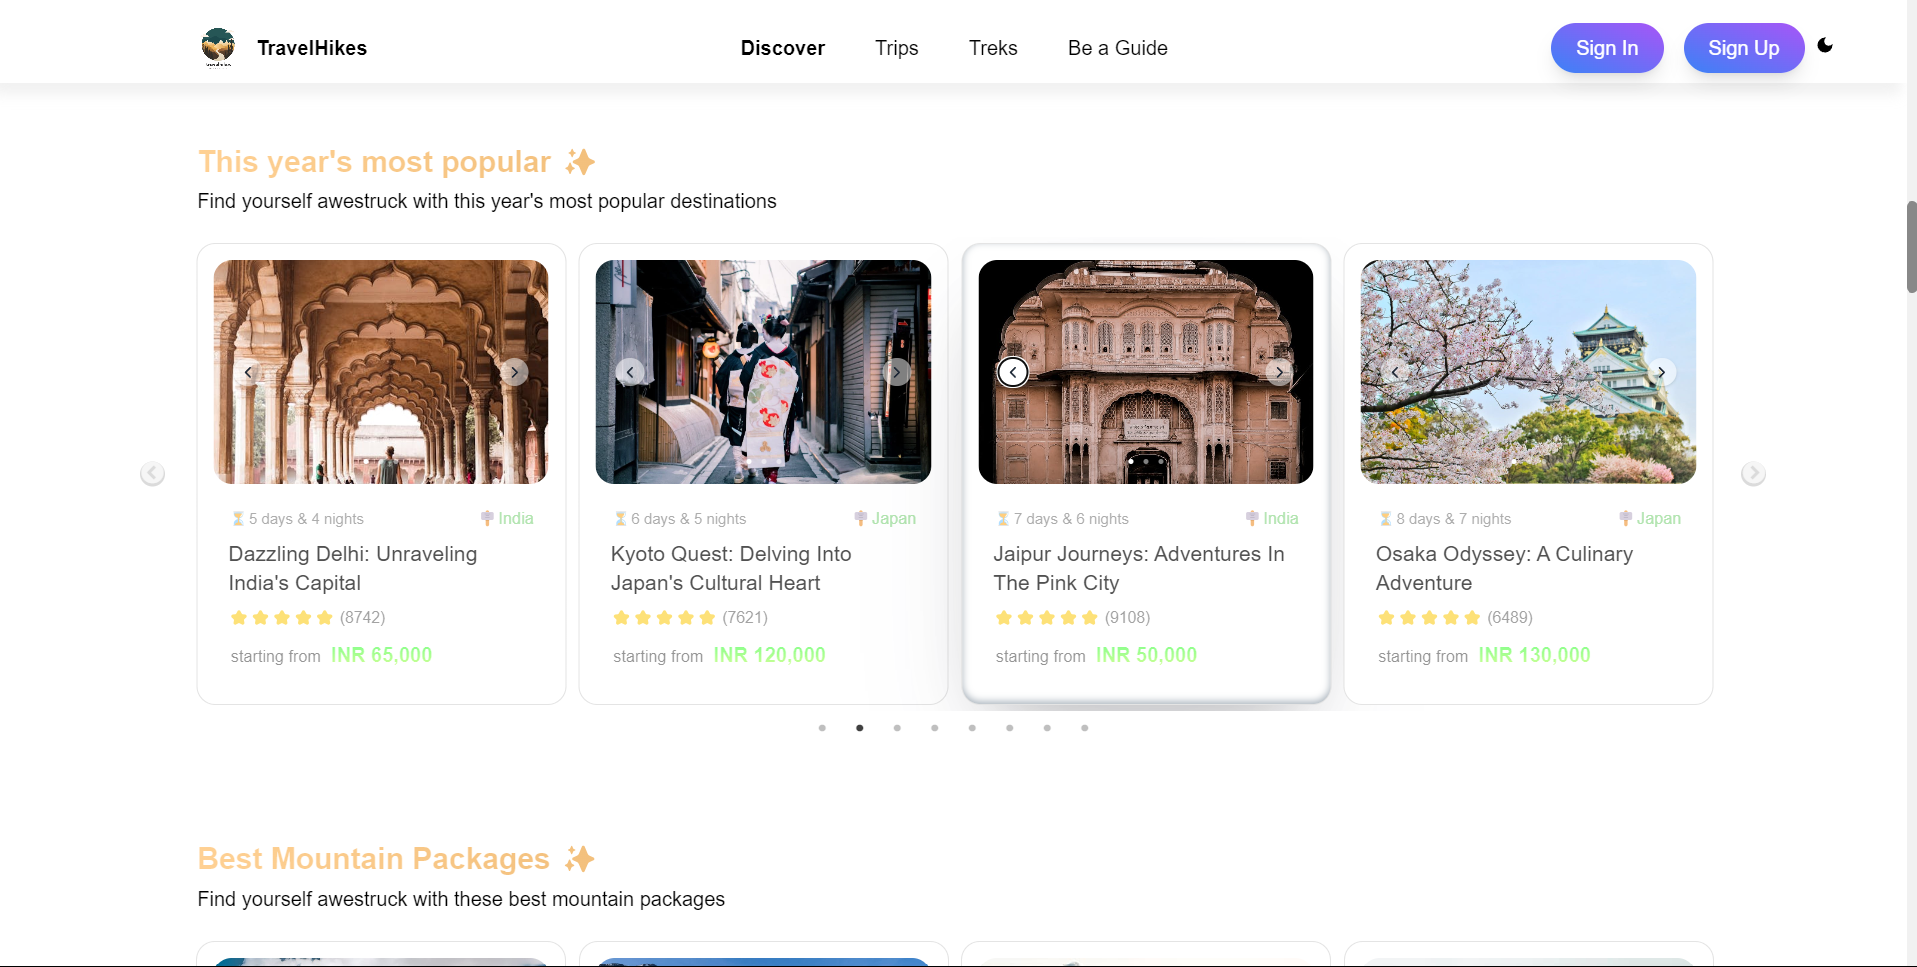 TravelHikes
Discover
Trips
Treks
Be a Guide
Sign In
Sign Up
This year's most popular
Find yourself awestruck with this year's most popular destinations
5 days & 4 nights
India
Dazzling Delhi: Unraveling
India's Capital
(8742)
starting from INR 65,000
6 days & 5 nights
Japan
Kyoto Quest: Delving Into
Japan's Cultural Heart
(7621)
starting from INR 120,000
7 days & 6 nights
India
Jaipur Journeys: Adventures In
The Pink City
(9108)
starting from INR 50,000
8 days & 7 nights
Japan
Osaka Odyssey: A Culinary
Adventure
(6489)
starting from INR 130,000
Best Mountain Packages
Find yourself awestruck with these best mountain packages